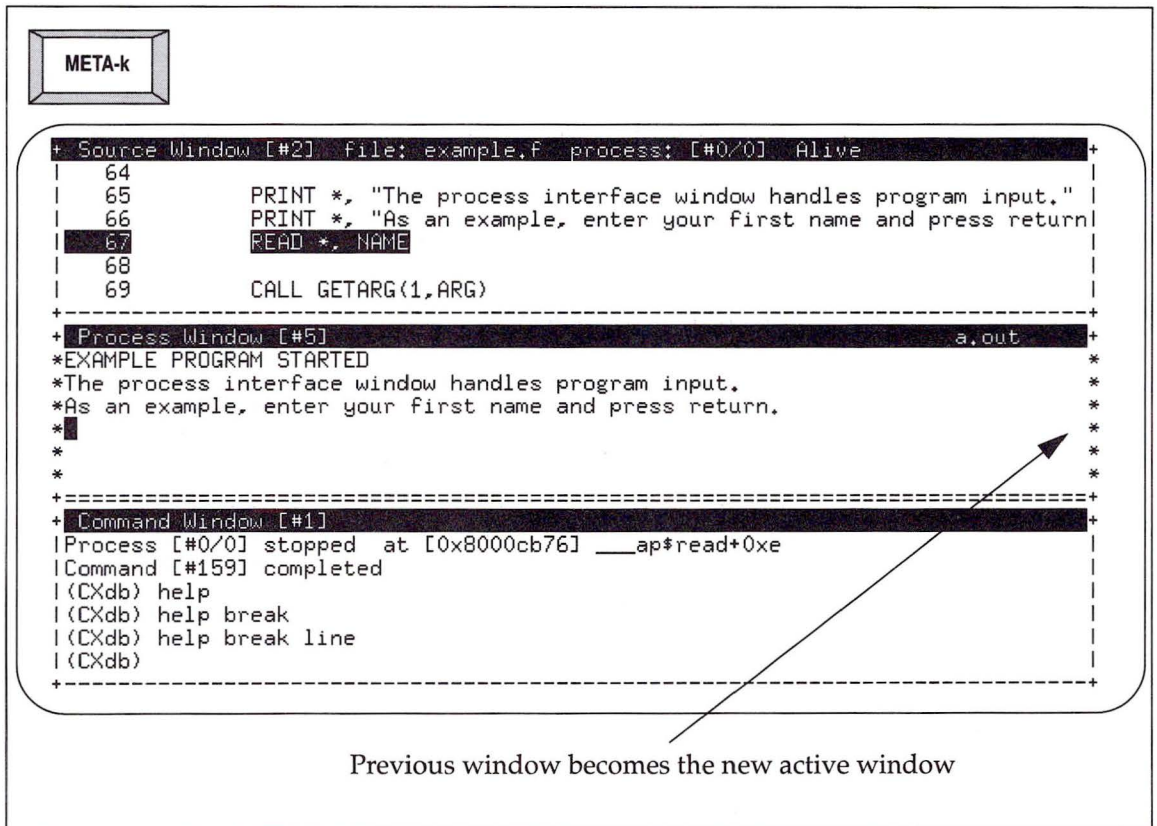 META-k
+ Source Window [#2]  file: example.f  process: [#0/0]  Alive +
|   64 |
|   65          PRINT *, "The process interface window handles program input." |
|   66          PRINT *, "As an example, enter your first name and press return|
|   67          READ *, NAME |
|   68 |
|   69          CALL GETARG(1,ARG) |
+-----------------------------------------------------------------------------+
+ Process Window [#5]                                              a.out +
*EXAMPLE PROGRAM STARTED *
*The process interface window handles program input. *
*As an example, enter your first name and press return. *
* *
* *
* *
+=============================================================================+
+ Command Window [#1] +
|Process [#0/0] stopped  at [0x8000cb76] ___ap$read+0xe |
|Command [#159] completed |
|(CXdb) help |
|(CXdb) help break |
|(CXdb) help break line |
|(CXdb) |
+-----------------------------------------------------------------------------+
Previous window becomes the new active window